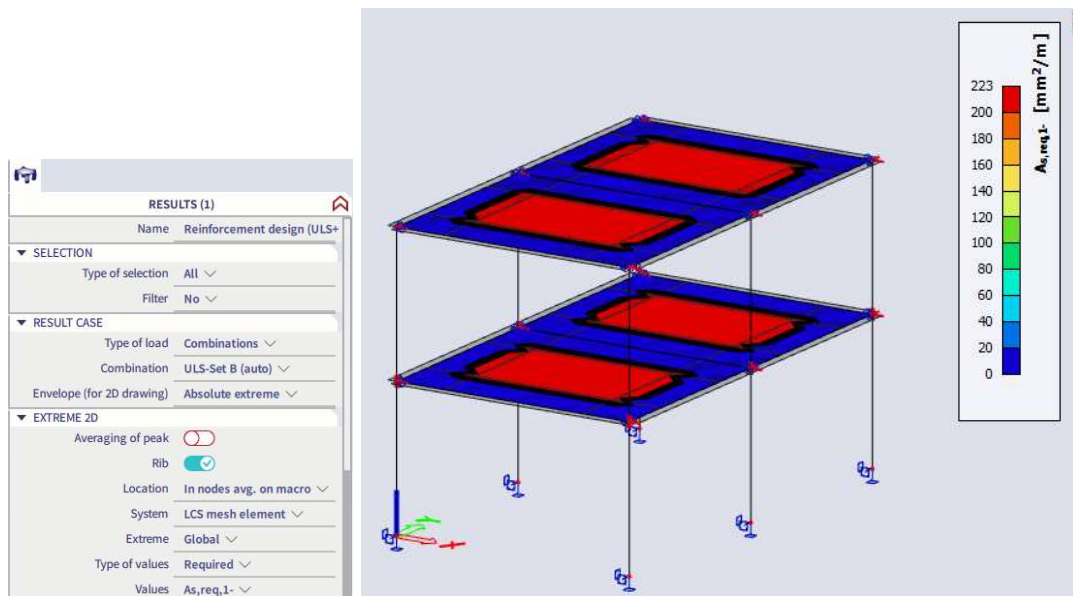 RESULTS (1)
Name Reinforcement design (ULS+
SELECTION
Type of selection All
Filter No
RESULT CASE
Type of load Combinations
Combination ULS-Set B (auto)
Envelope (for 2D drawing) Absolute extreme
EXTREME 2D
Averaging of peak
Rib
Location In nodes avg. on macro
System LCS mesh element
Extreme Global
Type of values Required
Values As,req,1-
As,req,1- [mm²/m]
223
200
180
160
140
120
100
80
60
40
20
0
Y
X